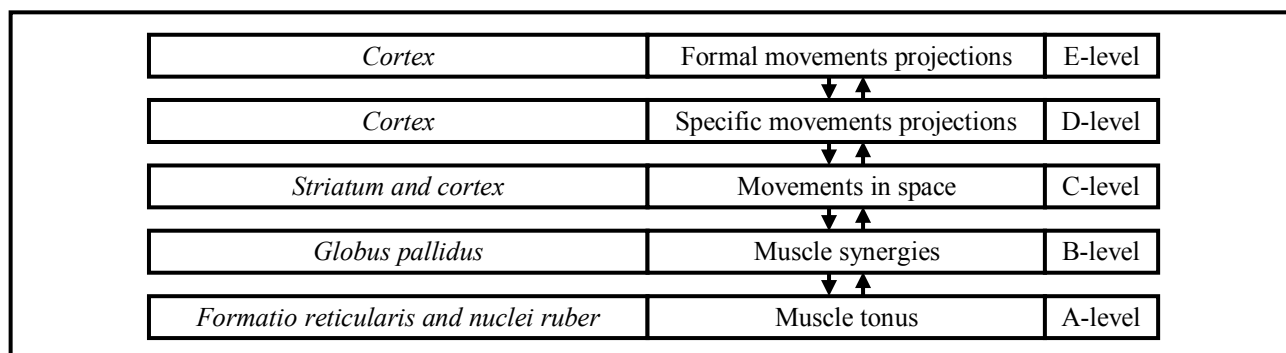 Cortex Formal movements projections E-level
Cortex Specific movements projections D-level
Striatum and cortex Movements in space C-level
Globus pallidus Muscle synergies B-level
Formatio reticularis and nuclei ruber Muscle tonus A-level